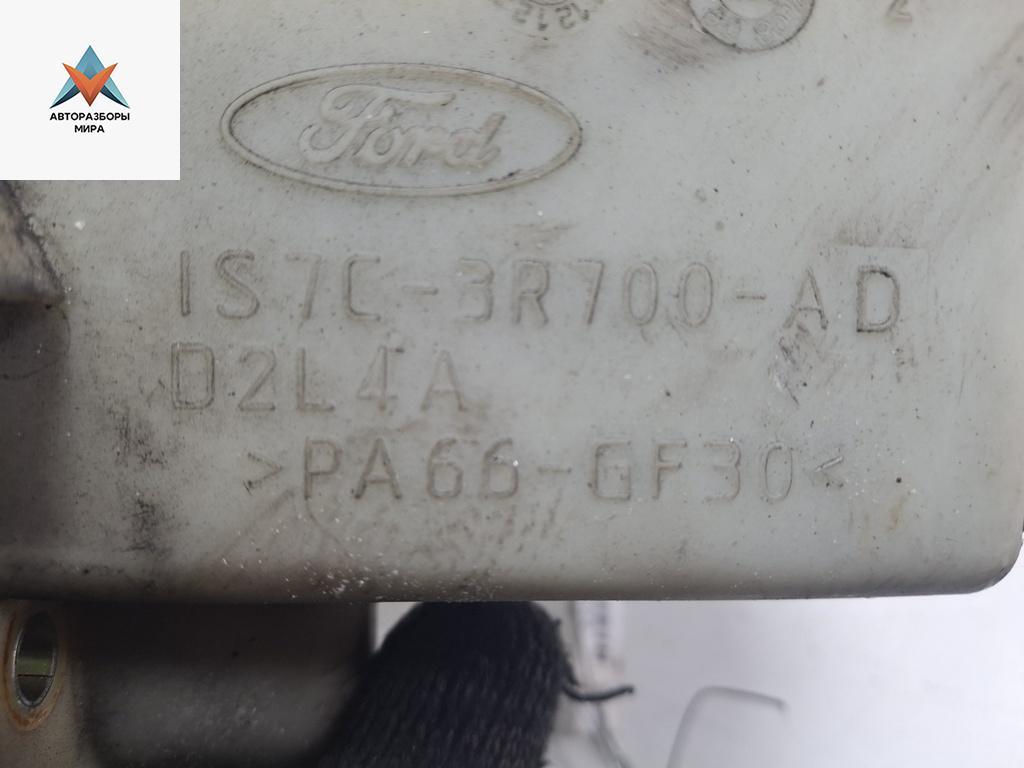 АВТОРАЗБОРЫ
МИРА
Ford
1S7C-3R700-AD
D2L4A
>PA66-GF30<